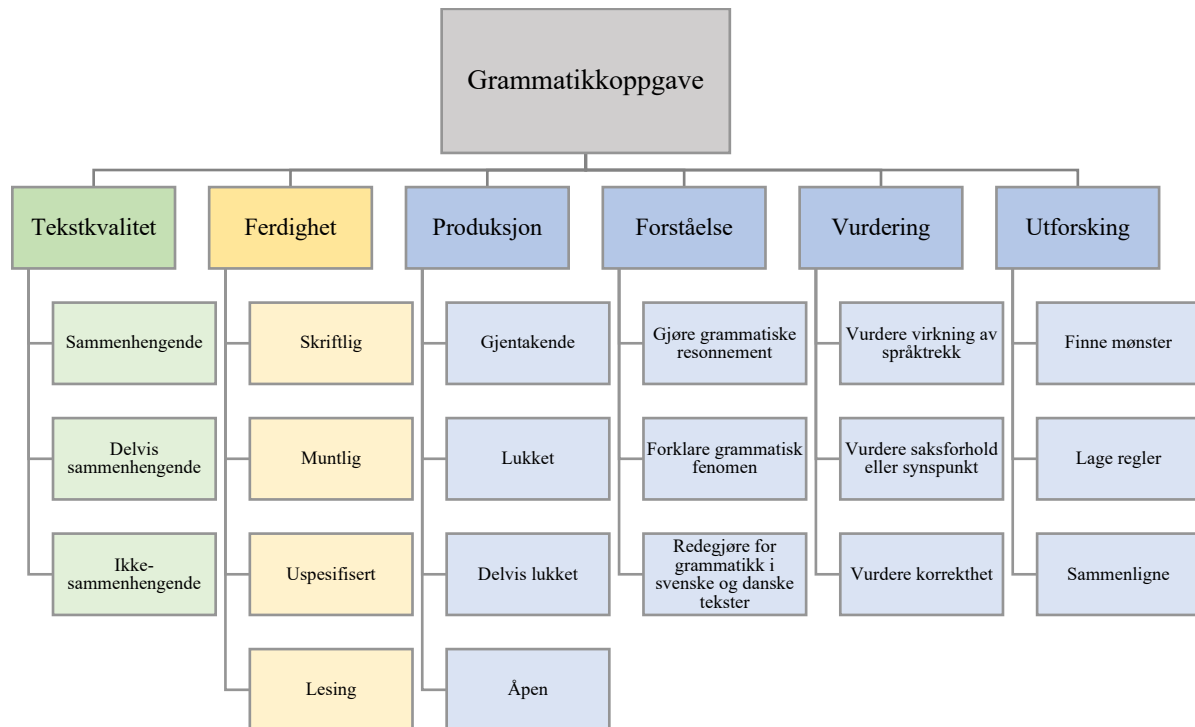 Grammatikkoppgave
Tekstkvalitet
Sammenhengende
Delvis
sammenhengende
Ikke-
sammenhengende
Ferdighet
Skriftlig
Muntlig
Uspesifisert
Lesing
Produksjon
Gjentakende
Lukket
Delvis lukket
Åpen
Forståelse
Gjøre grammatiske
resonnement
Forklare grammatisk
fenomen
Redegjøre for
grammatikk i
svenske og danske
tekster
Vurdering
Vurdere virkning av
språktrekk
Vurdere saksforhold
eller synspunkt
Vurdere korrekthet
Utforsking
Finne mønster
Lage regler
Sammenligne